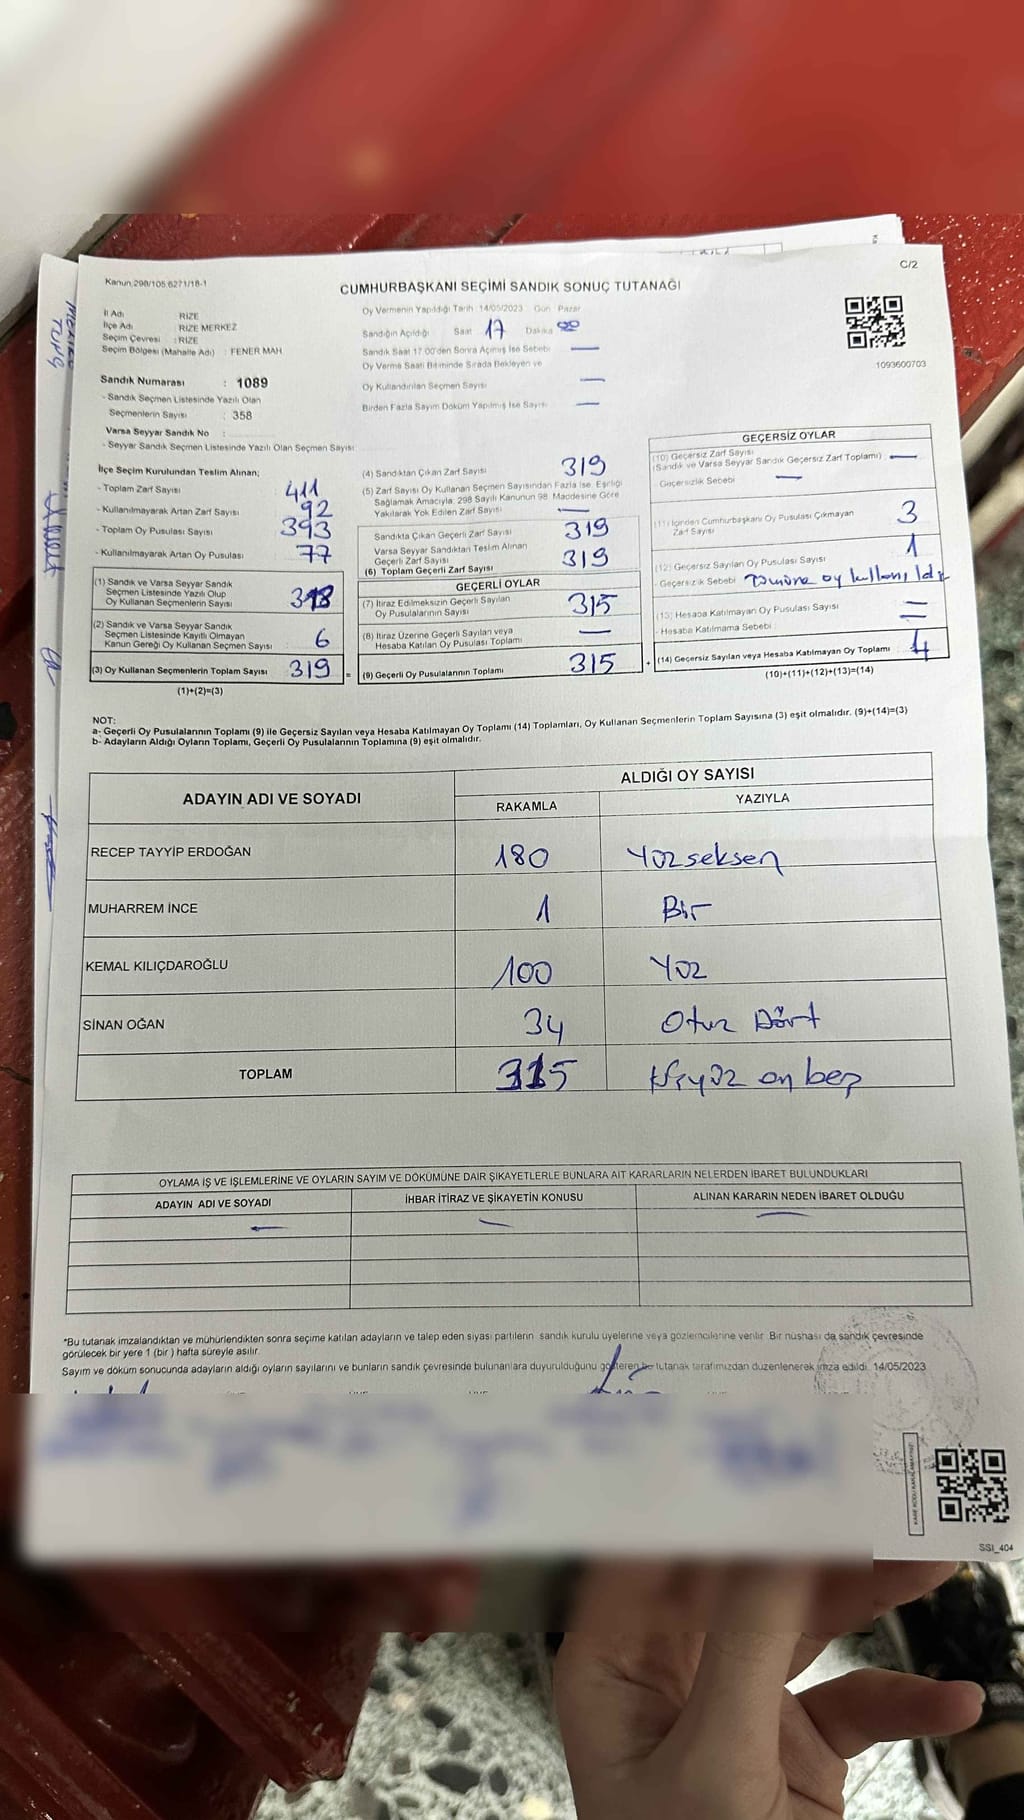 C/2
Kanun,298/105.6271/18-1
CUMHURBAŞKANI SEÇİMİ SANDIK SONUÇ TUTANAĞI
1093600703
İl Adı : RİZE
İlçe Adı : RİZE MERKEZ
Seçim Çevresi : RİZE
Seçim Bölgesi (Mahalle Adı) : FENER MAH
Sandık Numarası : 1089
- Sandık Seçmen Listesinde Yazılı Olan
Seçmenlerin Sayısı : 358
Varsa Seyyar Sandık No :
- Seyyar Sandık Seçmen Listesinde Yazılı Olan Seçmen Sayısı:
Oy Vermenin Yapıldığı Tarih 14/05/2023 Gün Pazar
Sandığın Açıldığı Saat 17 Dakika 00
Sandık Saat 17.00'den Sonra Açılmış İse Sebebi —
Oy Verme Saati Bitiminde Sırada Bekleyen ve
Oy Kullandırılan Seçmen Sayısı —
Birden Fazla Sayım Döküm Yapılmış İse Sayısı —
İlçe Seçim Kurulundan Teslim Alınan;
- Toplam Zarf Sayısı 411
- Kullanılmayarak Artan Zarf Sayısı 92
- Toplam Oy Pusulası Sayısı 393
- Kullanılmayarak Artan Oy Pusulası 77
(1) Sandık ve Varsa Seyyar Sandık
Seçmen Listesinde Yazılı Olup
Oy Kullanan Seçmenlerin Sayısı
(2) Sandık ve Varsa Seyyar Sandık
Seçmen Listesinde Kayıtlı Olmayan
Kanun Gereği Oy Kullanan Seçmen Sayısı 6
(3) Oy Kullanan Seçmenlerin Toplam Sayısı 319
(1)+(2)=(3)
(4) Sandıktan Çıkan Zarf Sayısı 319
(5) Zarf Sayısı Oy Kullanan Seçmen Sayısından Fazla İse, Eşitliği
Sağlamak Amacıyla, 298 Sayılı Kanunun 98. Maddesine Göre
Yakılarak Yok Edilen Zarf Sayısı —
Sandıkta Çıkan Geçerli Zarf Sayısı 319
Varsa Seyyar Sandıktan Teslim Alınan
Geçerli Zarf Sayısı
(6) Toplam Geçerli Zarf Sayısı 319
GEÇERLİ OYLAR
(7) İtiraz Edilmeksizin Geçerli Sayılan
Oy Pusulalarının Sayısı 315
(8) İtiraz Üzerine Geçerli Sayılan veya
Hesaba Katılan Oy Pusulası Toplamı —
(9) Geçerli Oy Pusulalarının Toplamı 315
GEÇERSİZ OYLAR
(10) Geçersiz Zarf Sayısı
(Sandık ve Varsa Seyyar Sandık Geçersiz Zarf Toplamı) : —
- Geçersizlik Sebebi —
(11) İçinden Cumhurbaşkanı Oy Pusulası Çıkmayan
Zarf Sayısı 3
(12) Geçersiz Sayılan Oy Pusulası Sayısı 1
- Geçersizlik Sebebi tümüne oy kullanıldı
(13) Hesaba Katılmayan Oy Pusulası Sayısı —
- Hesaba Katılmama Sebebi : —
(14) Geçersiz Sayılan veya Hesaba Katılmayan Oy Toplamı : 4
(10)+(11)+(12)+(13)=(14)
NOT:
a- Geçerli Oy Pusulalarının Toplamı (9) ile Geçersiz Sayılan veya Hesaba Katılmayan Oy Toplamı (14) Toplamları, Oy Kullanan Seçmenlerin Toplam Sayısına (3) eşit olmalıdır. (9)+(14)=(3)
b- Adayların Aldığı Oyların Toplamı, Geçerli Oy Pusulalarının Toplamına (9) eşit olmalıdır.
ADAYIN ADI VE SOYADI
ALDIĞI OY SAYISI
RAKAMLA YAZIYLA
RECEP TAYYİP ERDOĞAN 180 Yüzseksen
MUHARREM İNCE 1 Bir
KEMAL KILIÇDAROĞLU 100 Yüz
SİNAN OĞAN 34 Otuz Dört
TOPLAM 315 üçyüz on beş
OYLAMA İŞ VE İŞLEMLERİNE VE OYLARIN SAYIM VE DÖKÜMÜNE DAİR ŞİKAYETLERLE BUNLARA AİT KARARLARIN NELERDEN İBARET BULUNDUKLARI
ADAYIN ADI VE SOYADI İHBAR İTİRAZ VE ŞİKAYETİN KONUSU ALINAN KARARIN NEDEN İBARET OLDUĞU
— — —
*Bu tutanak imzalandıktan ve mühürlendikten sonra seçime katılan adayların ve talep eden siyasi partilerin sandık kurulu üyelerine veya gözlemcilerine verilir. Bir nüshası da sandık çevresinde
görülecek bir yere 1 (bir ) hafta süreyle asılır.
Sayım ve döküm sonucunda adayların aldığı oyların sayılarını ve bunların sandık çevresinde bulunanlara duyurulduğunu gösteren bu tutanak tarafımızdan düzenlenerek imza edildi. 14/05/2023
SSI_404